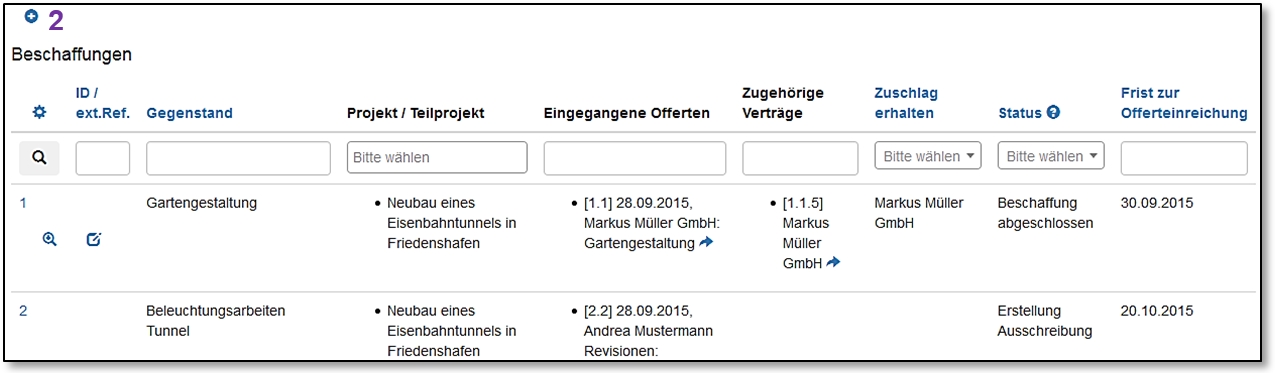 2
Beschaffungen
ID /
ext.Ref.
Gegenstand
Projekt / Teilprojekt
Eingegangene Offerten
Zugehörige
Verträge
Zuschlag
erhalten
Status
Frist zur
Offerteinreichung
Bitte wählen
Bitte wählen
Bitte wählen
1
Gartengestaltung
Neubau eines
Eisenbahntunnels in
Friedenshafen
[1.1] 28.09.2015,
Markus Müller GmbH:
Gartengestaltung
[1.1.5]
Markus
Müller
GmbH
Markus Müller
GmbH
Beschaffung
abgeschlossen
30.09.2015
2
Beleuchtungsarbeiten
Tunnel
Neubau eines
Eisenbahntunnels in
Friedenshafen
[2.2] 28.09.2015,
Andrea Mustermann
Revisionen:
Erstellung
Ausschreibung
20.10.2015